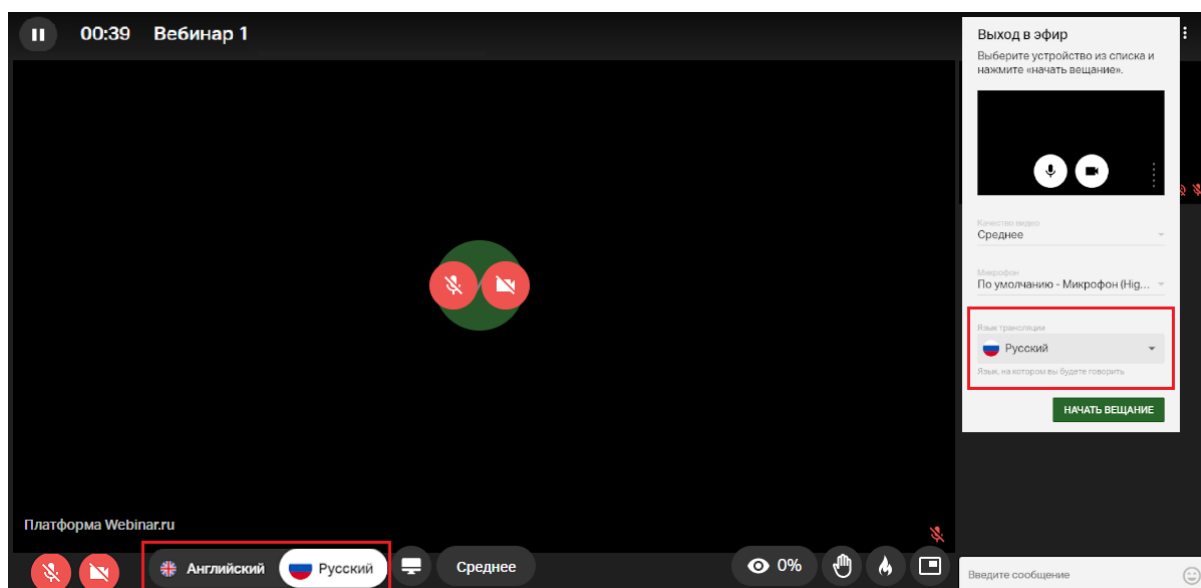 00:39 Вебинар 1
Выход в эфир
Выберите устройство из списка и
нажмите «начать вещание».
Качество видео
Среднее
Микрофон
По умолчанию - Микрофон (Hig...
Язык трансляции
Русский
Язык, на котором вы будете говорить
НАЧАТЬ ВЕЩАНИЕ
Платформа Webinar.ru
Английский Русский Среднее 0%
Введите сообщение